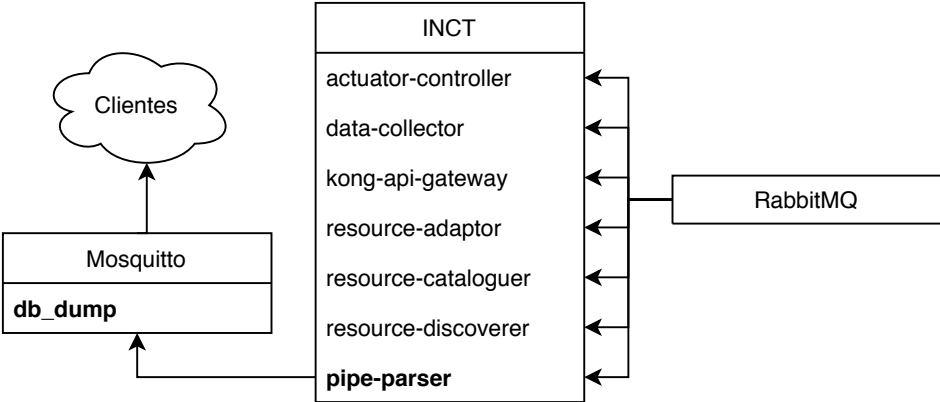 INCT
actuator-controller
data-collector
kong-api-gateway
resource-adaptor
resource-cataloguer
resource-discoverer
pipe-parser
Clientes
Mosquitto
db_dump
RabbitMQ